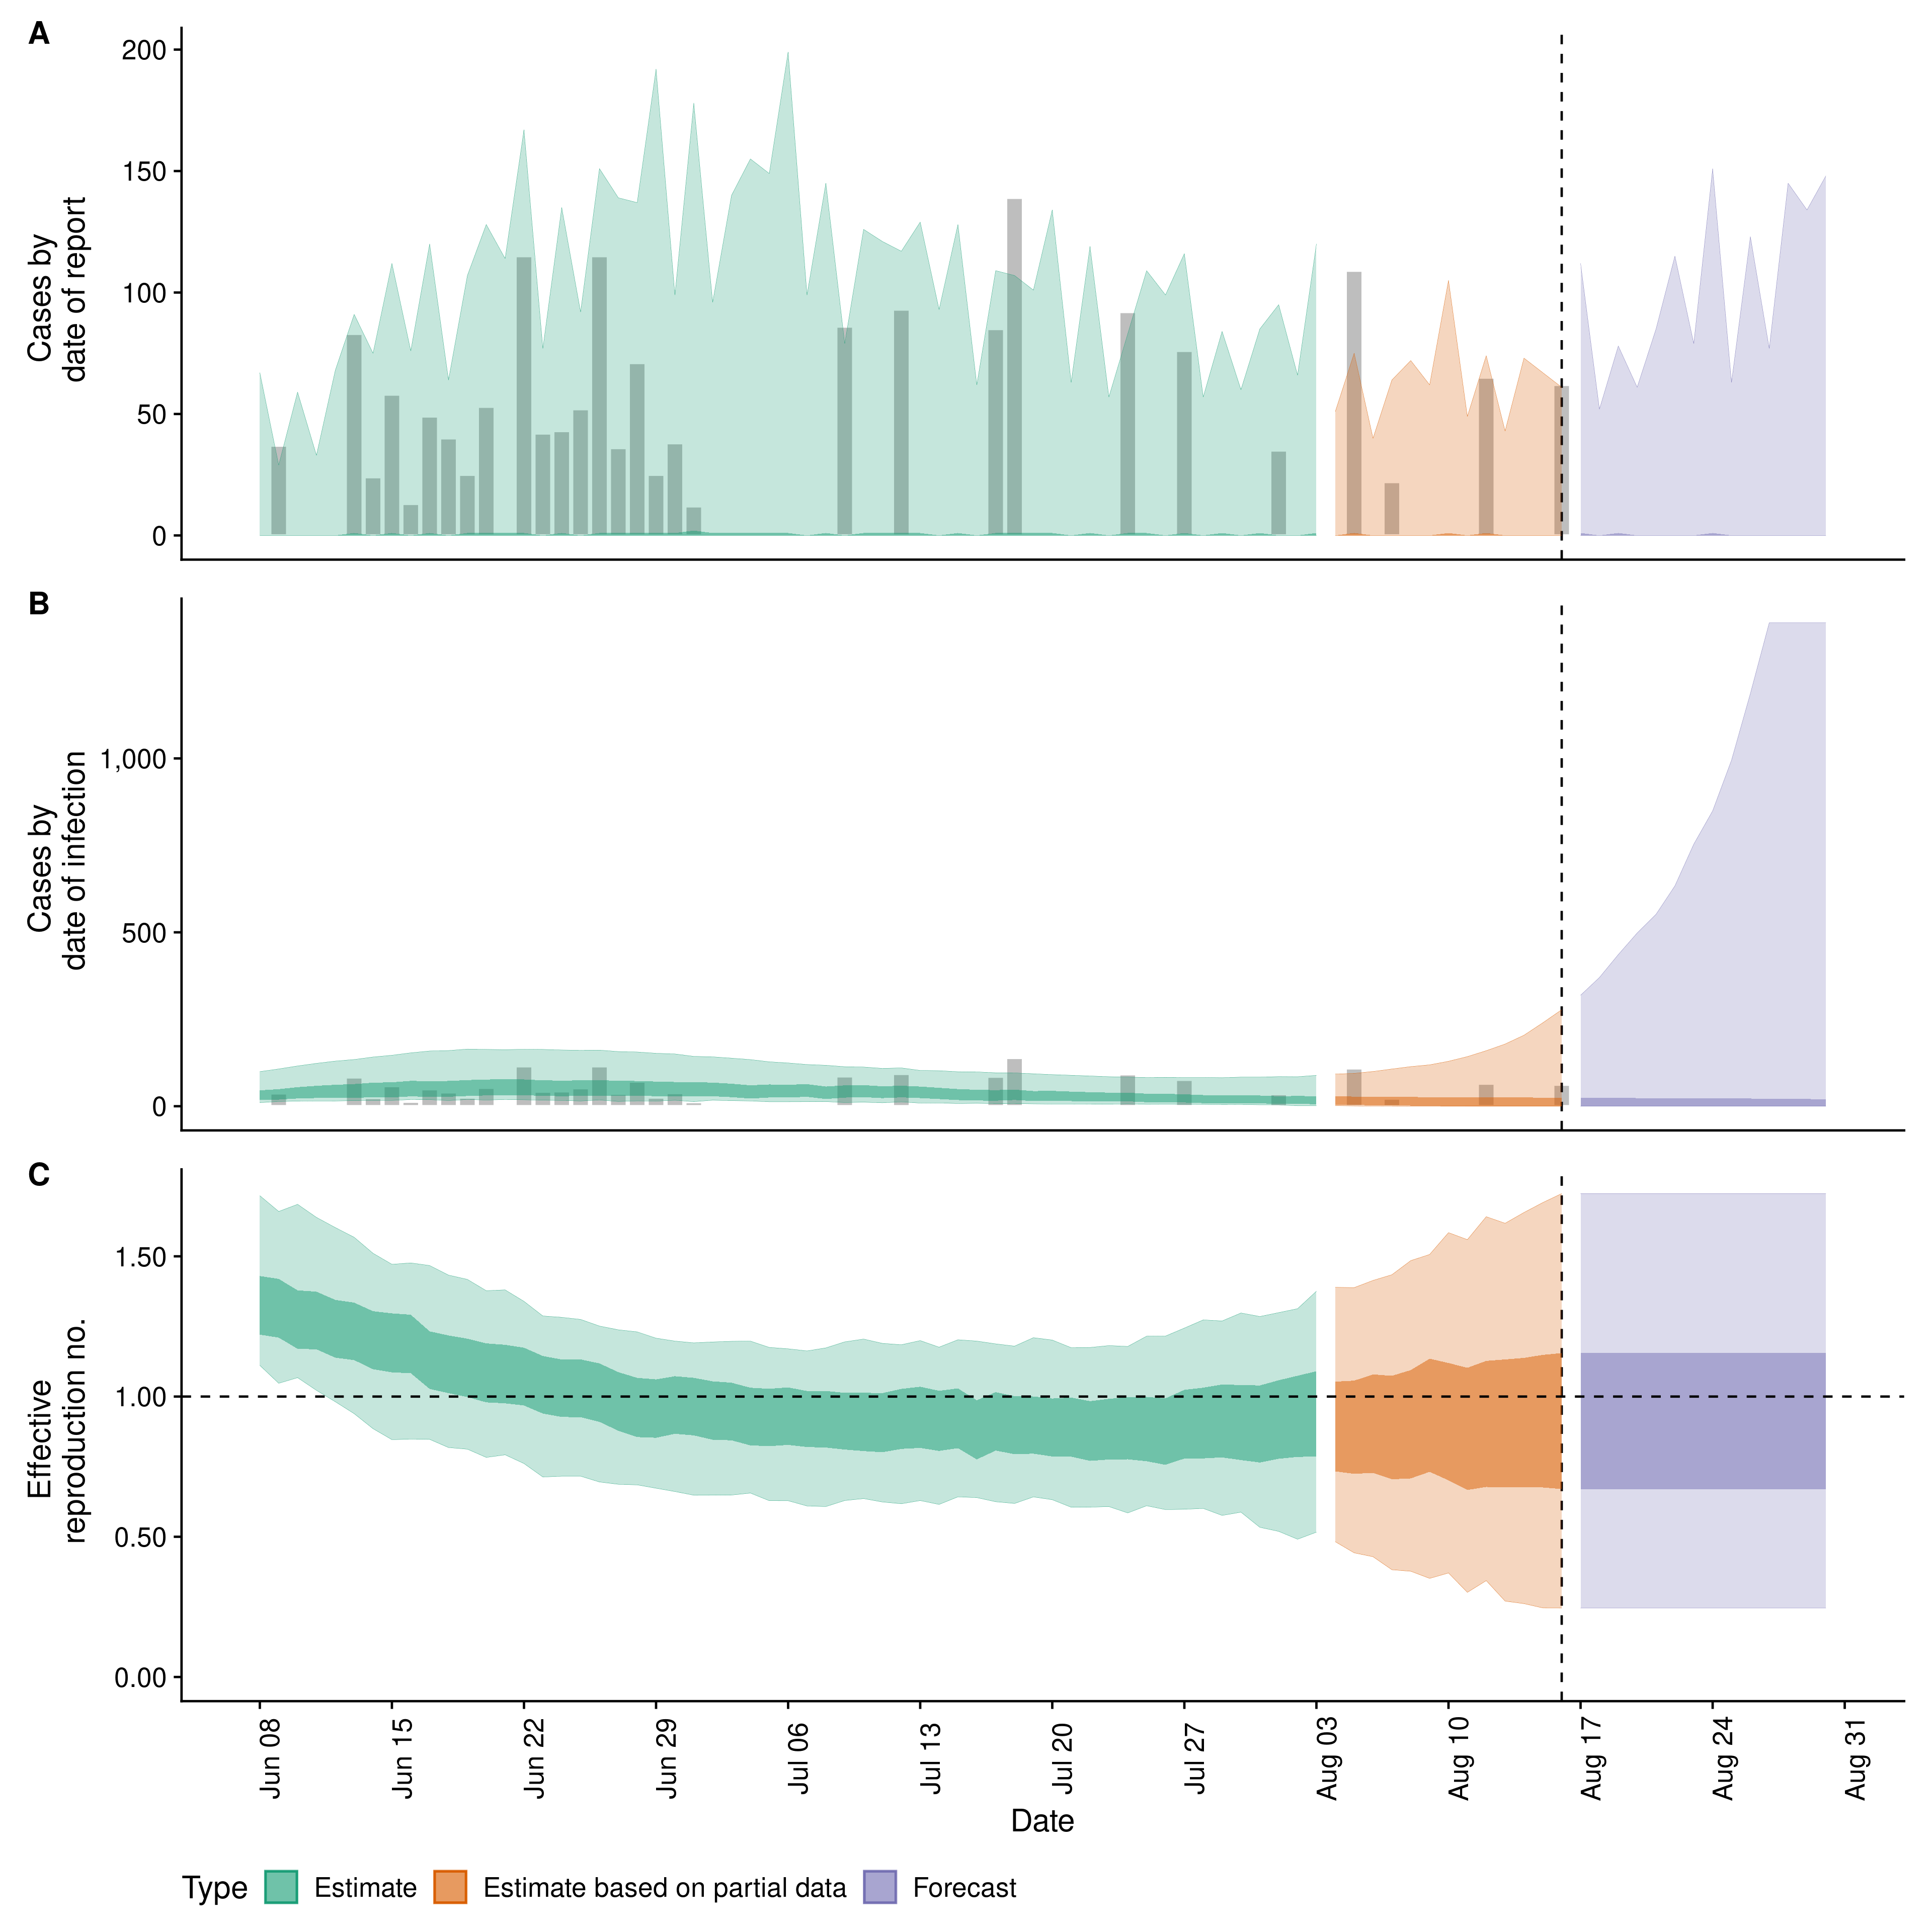 A
200
150
100
50
0
Cases by
date of report
B
1,000
500
0
Cases by
date of infection
C
1.50
1.00
0.50
0.00
Effective
reproduction no.
Jun 08
Jun 15
Jun 22
Jun 29
Jul 06
Jul 13
Jul 20
Jul 27
Aug 03
Aug 10
Aug 17
Aug 24
Aug 31
Date
Type Estimate Estimate based on partial data Forecast